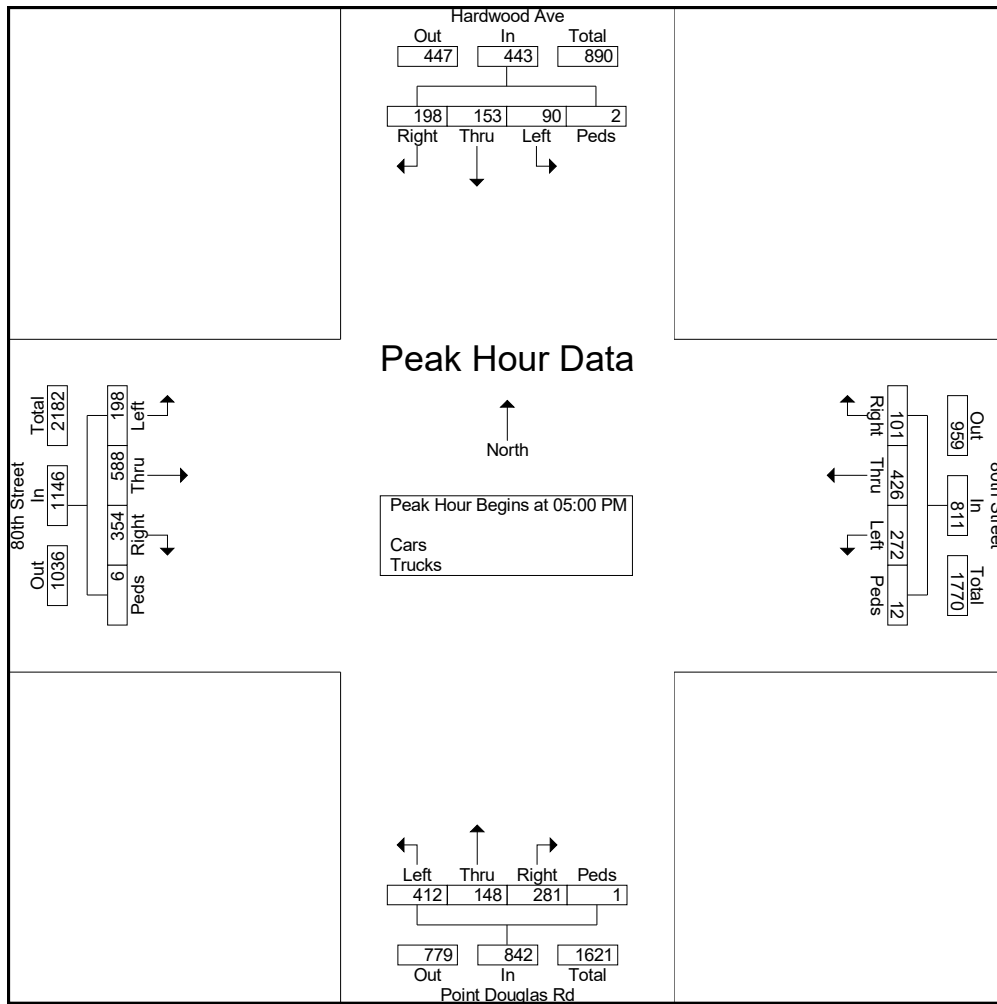 Hardwood Ave
Out In Total
447 443 890
198 153 90 2
Right Thru Left Peds
Peak Hour Data
North
Peak Hour Begins at 05:00 PM
Cars
Trucks
80th Street
Total In Out
2182 1146 1036
198 588 354 6
Left Thru Right Peds
80th Street
Out In Total
959 811 1770
101 426 272 12
Right Thru Left Peds
Left Thru Right Peds
412 148 281 1
779 842 1621
Out In Total
Point Douglas Rd